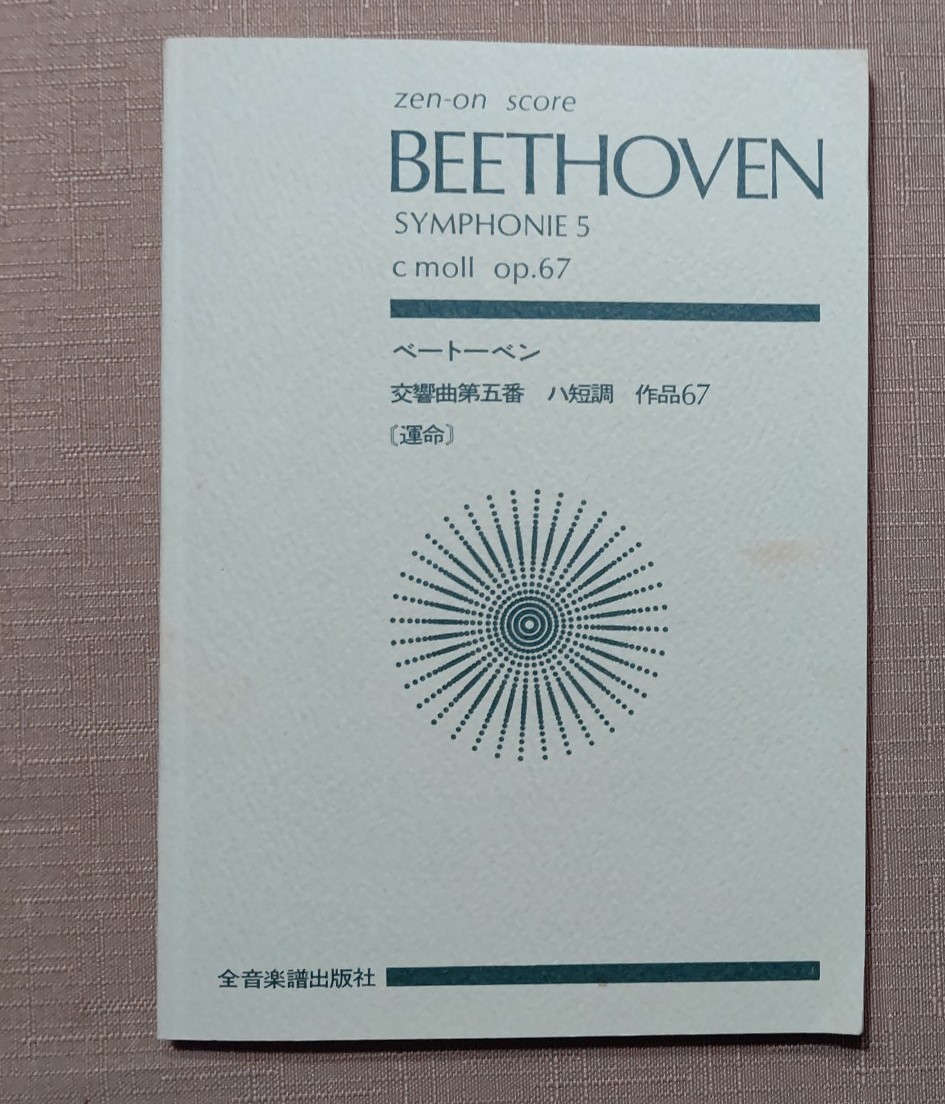 zen-on score
BEETHOVEN
SYMPHONIE 5
c moll op.67
ベートーベン
交響曲第五番 ハ短調 作品67
〔運命〕
全音楽譜出版社